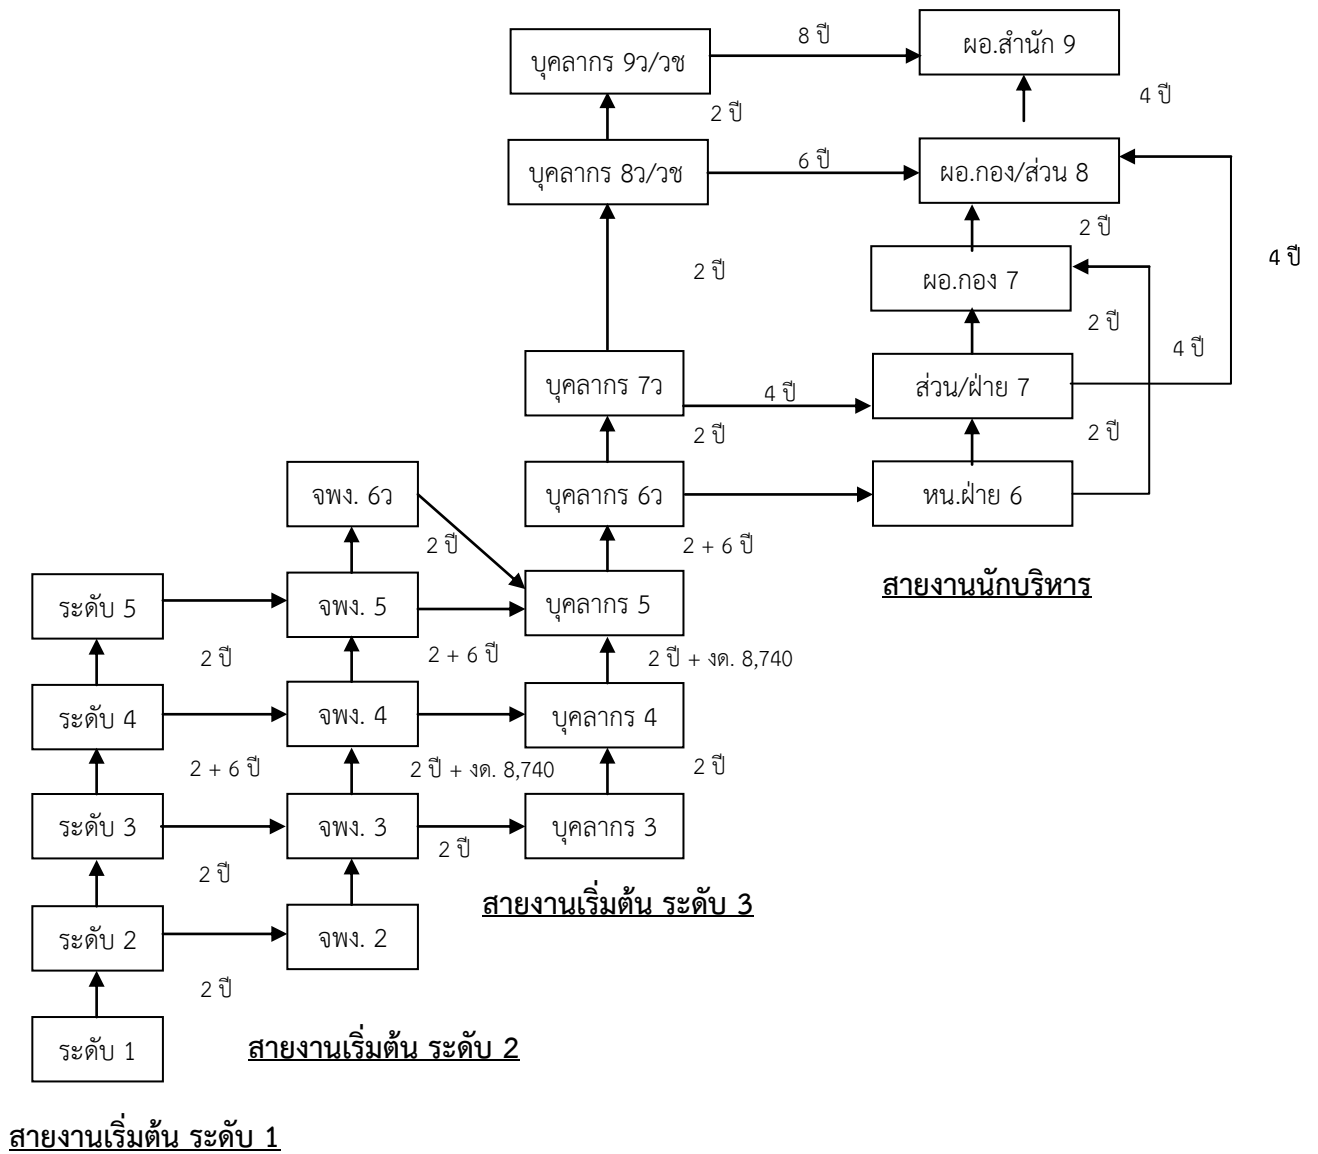 8 ปี
ผอ.สำนัก 9
บุคลากร 9ว/วช
4 ปี
2 ปี
6 ปี
บุคลากร 8ว/วช
ผอ.กอง/ส่วน 8
2 ปี
4 ปี
2 ปี
ผอ.กอง 7
2 ปี
4 ปี
บุคลากร 7ว
4 ปี
ส่วน/ฝ่าย 7
2 ปี
2 ปี
จพง. 6ว
บุคลากร 6ว
หน.ฝ่าย 6
2 ปี
2 + 6 ปี
สายงานนักบริหาร
ระดับ 5
จพง. 5
บุคลากร 5
2 ปี
2 + 6 ปี
2 ปี + งด. 8,740
ระดับ 4
จพง. 4
บุคลากร 4
2 + 6 ปี
2 ปี + งด. 8,740
2 ปี
ระดับ 3
จพง. 3
บุคลากร 3
2 ปี
2 ปี
สายงานเริ่มต้น ระดับ 3
ระดับ 2
จพง. 2
2 ปี
ระดับ 1
สายงานเริ่มต้น ระดับ 2
สายงานเริ่มต้น ระดับ 1